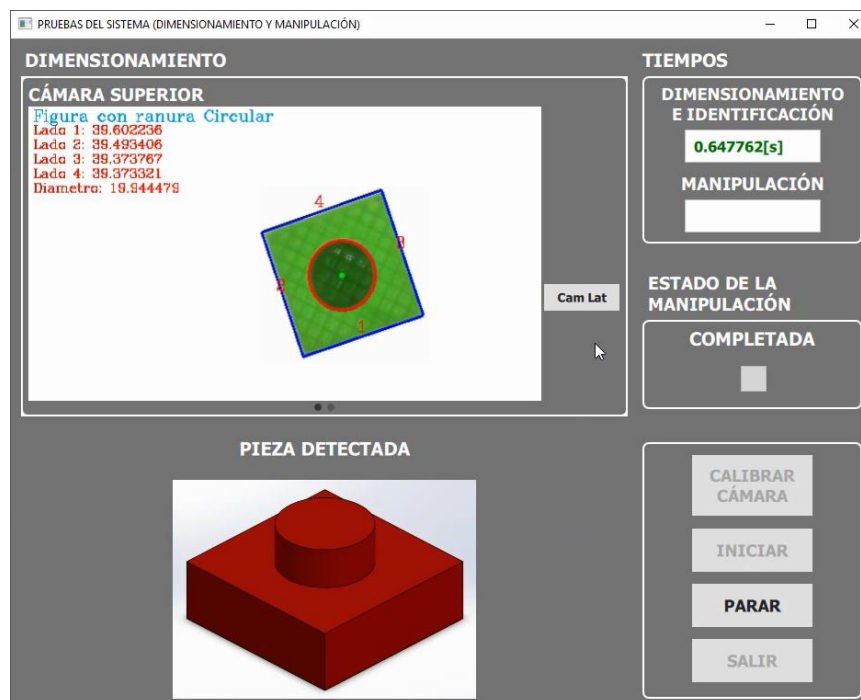 PRUEBAS DEL SISTEMA (DIMENSIONAMIENTO Y MANIPULACIÓN)
DIMENSIONAMIENTO
CÁMARA SUPERIOR
Figura con ranura Circular
Lado 1: 39.602236
Lado 2: 39.493406
Lado 3: 39.373767
Lado 4: 39.373321
Diametro: 19.944479
4
3
2
1
Cam Lat
PIEZA DETECTADA
TIEMPOS
DIMENSIONAMIENTO
E IDENTIFICACIÓN
0.647762[s]
MANIPULACIÓN
ESTADO DE LA
MANIPULACIÓN
COMPLETADA
CALIBRAR
CÁMARA
INICIAR
PARAR
SALIR